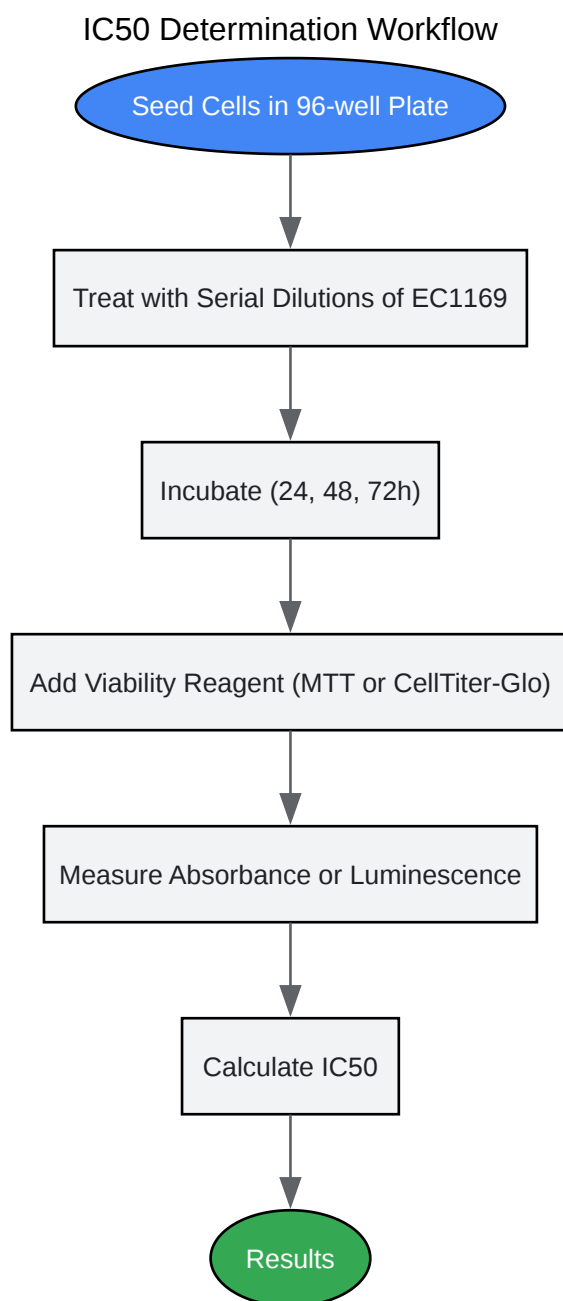 IC50 Determination Workflow
Seed Cells in 96-well Plate
Treat with Serial Dilutions of EC1169
Incubate (24, 48, 72h)
Add Viability Reagent (MTT or CellTiter-Glo)
Measure Absorbance or Luminescence
Calculate IC50
Results